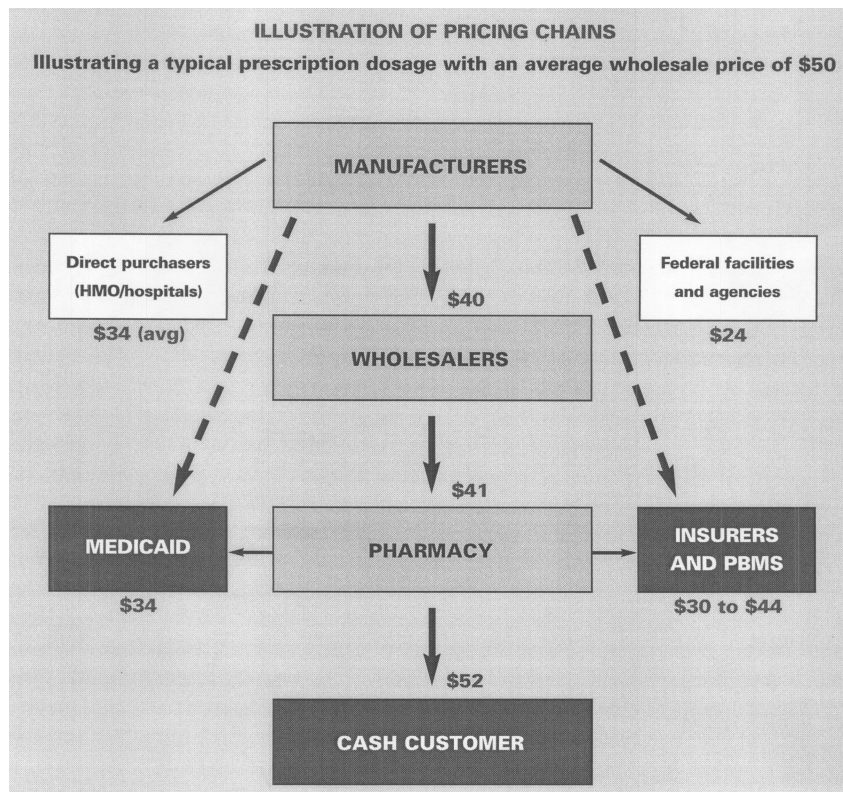 ILLUSTRATION OF PRICING CHAINS
Illustrating a typical prescription dosage with an average wholesale price of $50
MANUFACTURERS
Direct purchasers
(HMO/hospitals)
$34 (avg)
Federal facilities
and agencies
$24
$40
WHOLESALERS
$41
MEDICAID
$34
PHARMACY
INSURERS
AND PBMS
$30 to $44
$52
CASH CUSTOMER